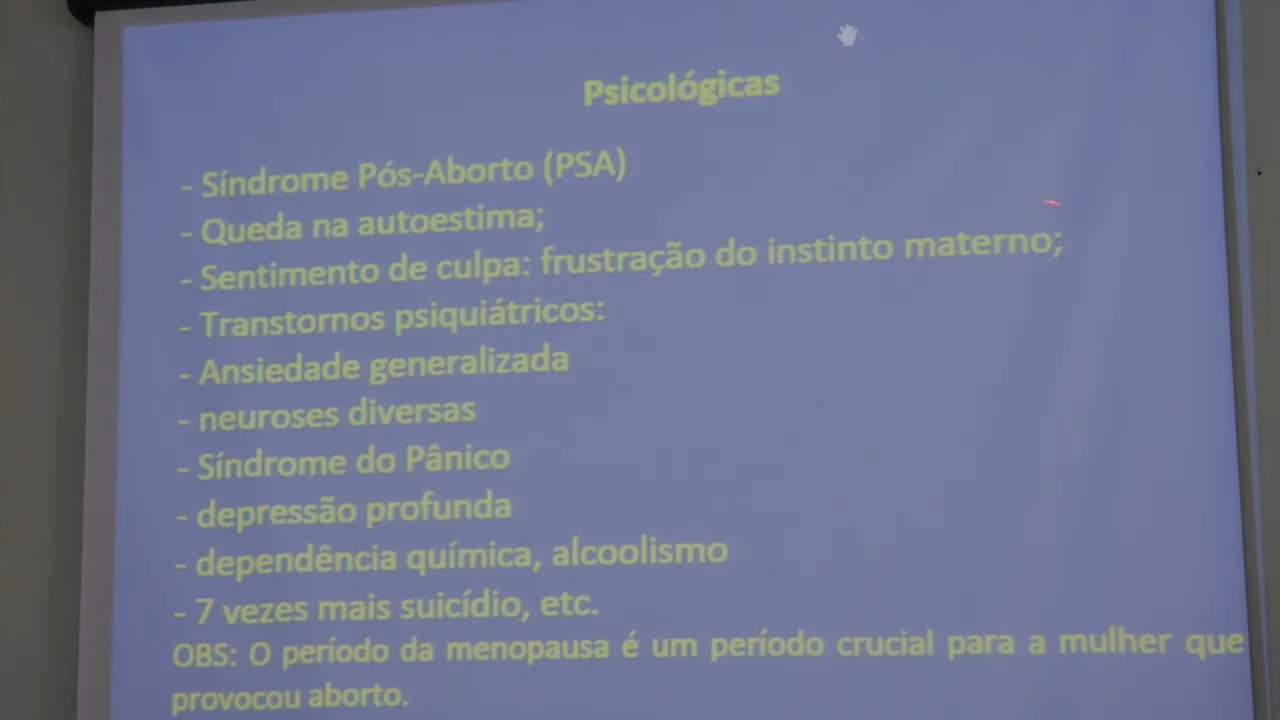 Psicológicas
- Síndrome Pós-Aborto (PSA)
- Queda na autoestima;
- Sentimento de culpa: frustração do instinto materno;
- Transtornos psiquiátricos:
- Ansiedade generalizada
- neuroses diversas
- Síndrome do Pânico
- depressão profunda
- dependência química, alcoolismo
- 7 vezes mais suicídio, etc.
OBS: O período da menopausa é um período crucial para a mulher que
provocou aborto.